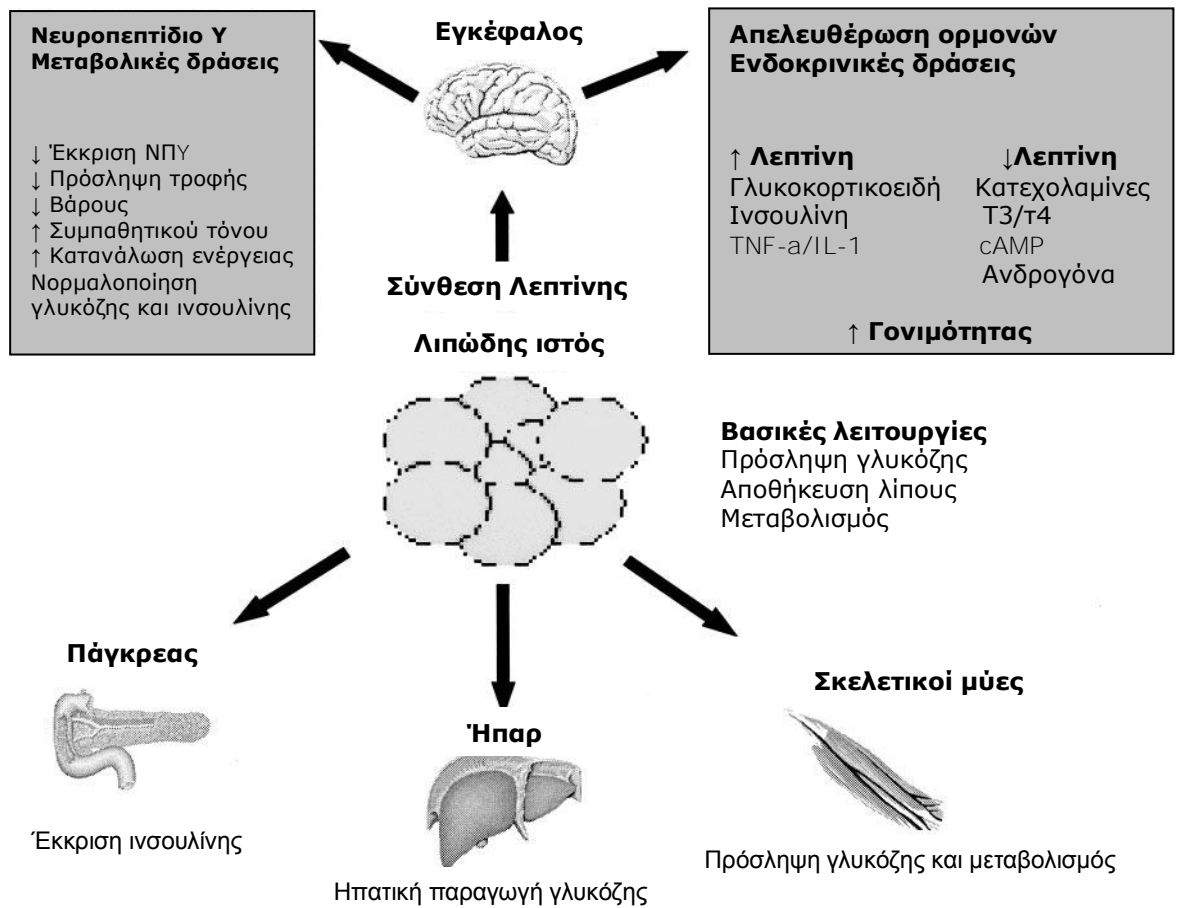 Νευροπεπτίδιο Υ
Μεταβολικές δράσεις
↓ Έκκριση ΝΠΥ
↓ Πρόσληψη τροφής
↓ Βάρους
↑ Συμπαθητικού τόνου
↑ Κατανάλωση ενέργειας
Νορμαλοποίηση
γλυκόζης και ινσουλίνης
Εγκέφαλος
Απελευθέρωση ορμονών
Ενδοκρινικές δράσεις
↑ Λεπτίνη
Γλυκοκορτικοειδή
Ινσουλίνη
TNF-a/IL-1
↓Λεπτίνη
Κατεχολαμίνες
Τ3/τ4
cAMP
Ανδρογόνα
↑ Γονιμότητας
Σύνθεση Λεπτίνης
Λιπώδης ιστός
Βασικές λειτουργίες
Πρόσληψη γλυκόζης
Αποθήκευση λίπους
Μεταβολισμός
Πάγκρεας
Έκκριση ινσουλίνης
Ήπαρ
Ηπατική παραγωγή γλυκόζης
Σκελετικοί μύες
Πρόσληψη γλυκόζης και μεταβολισμός